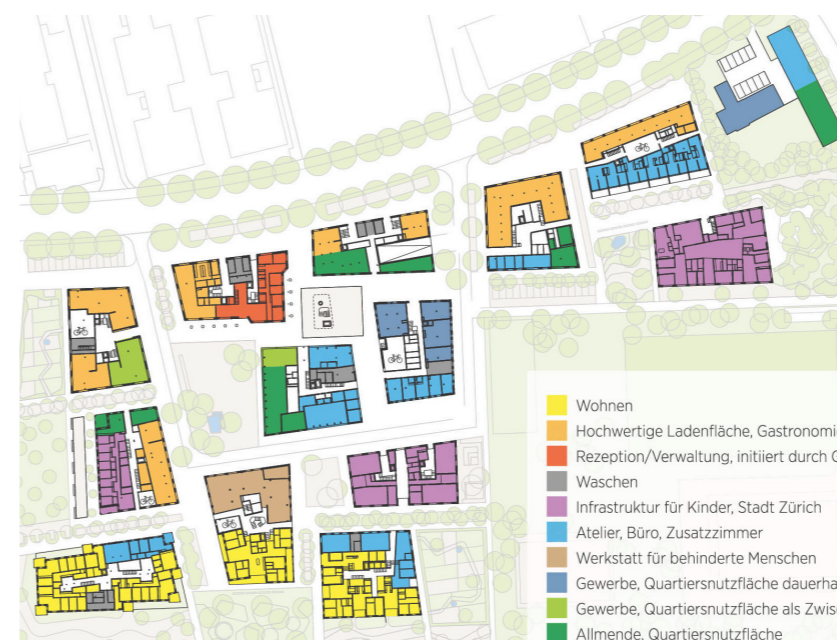 Wohnen
Hochwertige Ladenfläche, Gastronomie
Rezeption/Verwaltung, initiiert durch G
Waschen
Infrastruktur für Kinder, Stadt Zürich
Atelier, Büro, Zusatzzimmer
Werkstatt für behinderte Menschen
Gewerbe, Quartiersnutzfläche dauerha
Gewerbe, Quartiersnutzfläche als Zwis
Allmende, Quartiersnutzfläche